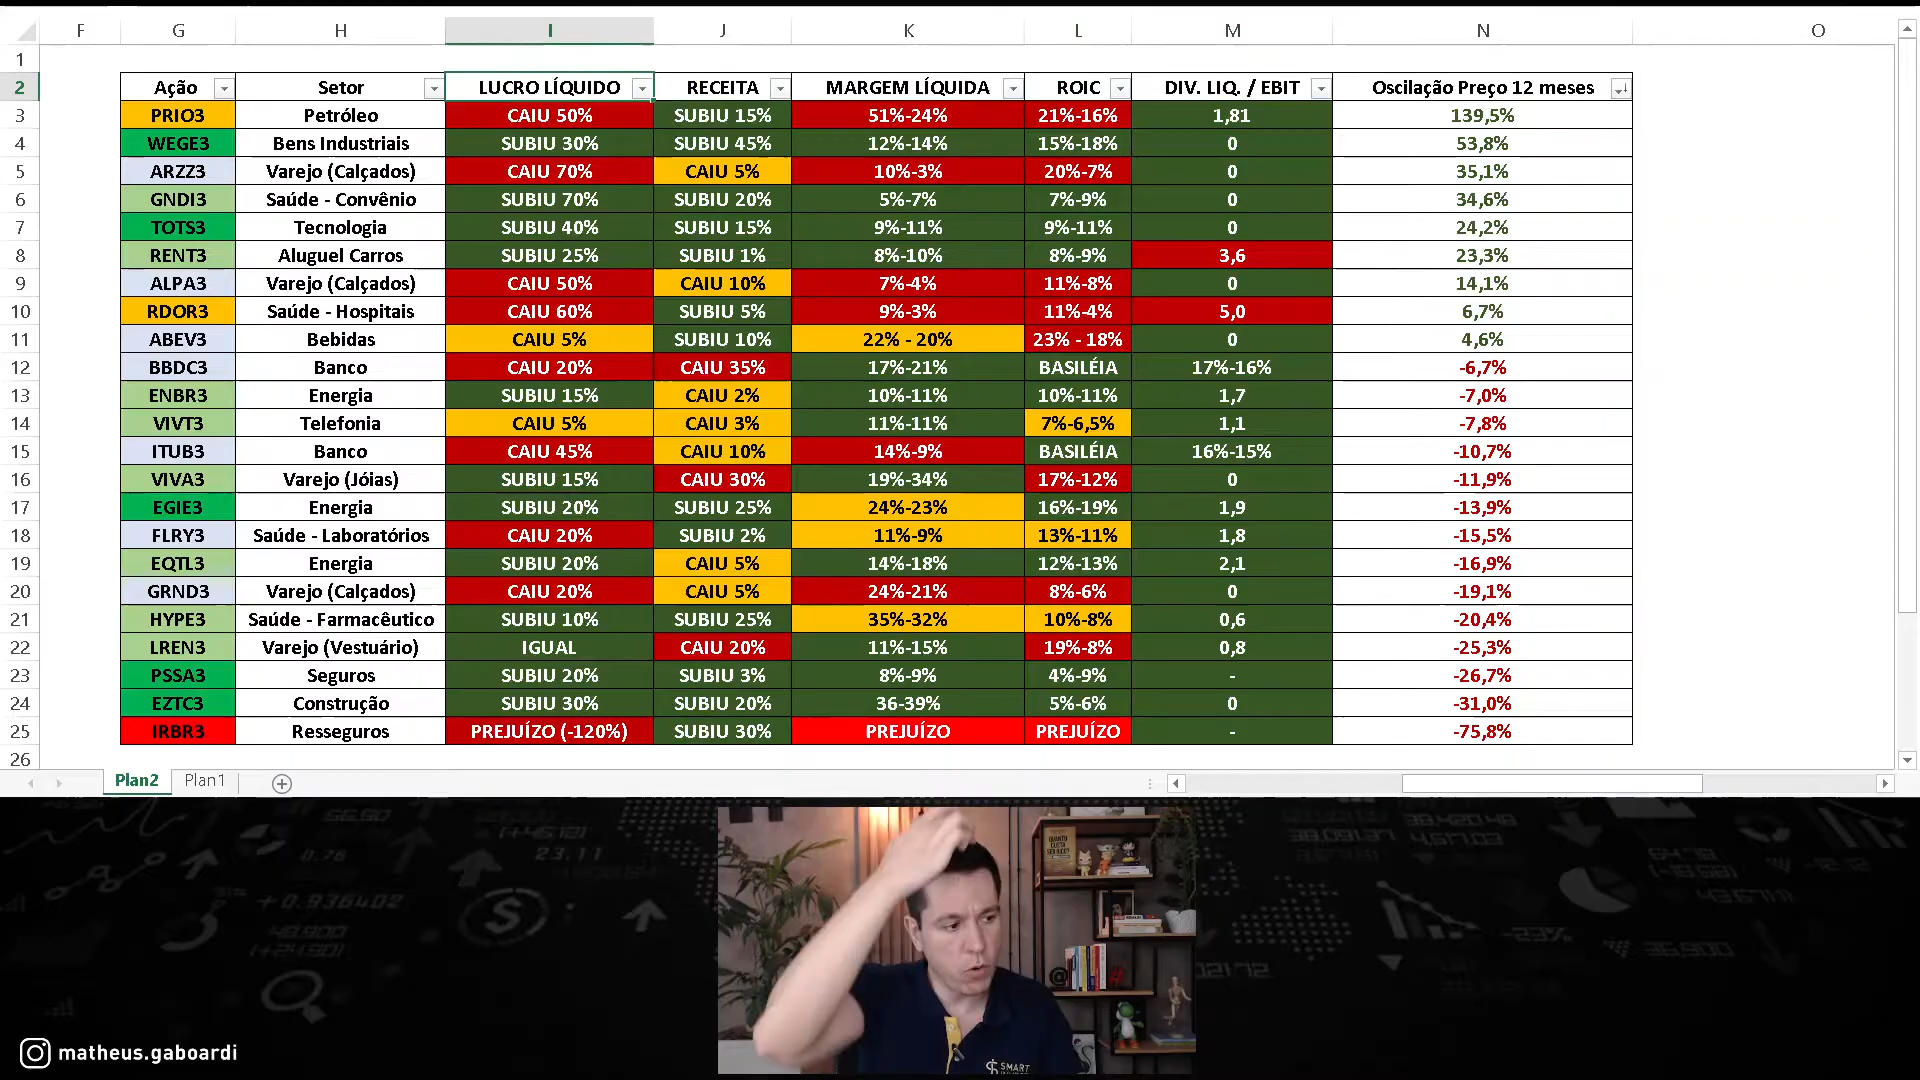 F G H I J K L M N O
1
2 Ação Setor LUCRO LÍQUIDO RECEITA MARGEM LÍQUIDA ROIC DIV. LIQ. / EBIT Oscilação Preço 12 meses
3 PRIO3 Petróleo CAIU 50% SUBIU 15% 51%-24% 21%-16% 1,81 139,5%
4 WEGE3 Bens Industriais SUBIU 30% SUBIU 45% 12%-14% 15%-18% 0 53,8%
5 ARZZ3 Varejo (Calçados) CAIU 70% CAIU 5% 10%-3% 20%-7% 0 35,1%
6 GNDI3 Saúde - Convênio SUBIU 70% SUBIU 20% 5%-7% 7%-9% 0 34,6%
7 TOTS3 Tecnologia SUBIU 40% SUBIU 15% 9%-11% 9%-11% 0 24,2%
8 RENT3 Aluguel Carros SUBIU 25% SUBIU 1% 8%-10% 8%-9% 3,6 23,3%
9 ALPA3 Varejo (Calçados) CAIU 50% CAIU 10% 7%-4% 11%-8% 0 14,1%
10 RDOR3 Saúde - Hospitais CAIU 60% SUBIU 5% 9%-3% 11%-4% 5,0 6,7%
11 ABEV3 Bebidas CAIU 5% SUBIU 10% 22% - 20% 23% - 18% 0 4,6%
12 BBDC3 Banco CAIU 20% CAIU 35% 17%-21% BASILÉIA 17%-16% -6,7%
13 ENBR3 Energia SUBIU 15% CAIU 2% 10%-11% 10%-11% 1,7 -7,0%
14 VIVT3 Telefonia CAIU 5% CAIU 3% 11%-11% 7%-6,5% 1,1 -7,8%
15 ITUB3 Banco CAIU 45% CAIU 10% 14%-9% BASILÉIA 16%-15% -10,7%
16 VIVA3 Varejo (Jóias) SUBIU 15% CAIU 30% 19%-34% 17%-12% 0 -11,9%
17 EGIE3 Energia SUBIU 20% SUBIU 25% 24%-23% 16%-19% 1,9 -13,9%
18 FLRY3 Saúde - Laboratórios CAIU 20% SUBIU 2% 11%-9% 13%-11% 1,8 -15,5%
19 EQTL3 Energia SUBIU 20% CAIU 5% 14%-18% 12%-13% 2,1 -16,9%
20 GRND3 Varejo (Calçados) CAIU 20% CAIU 5% 24%-21% 8%-6% 0 -19,1%
21 HYPE3 Saúde - Farmacêutico SUBIU 10% SUBIU 25% 35%-32% 10%-8% 0,6 -20,4%
22 LREN3 Varejo (Vestuário) IGUAL CAIU 20% 11%-15% 19%-8% 0,8 -25,3%
23 PSSA3 Seguros SUBIU 20% SUBIU 3% 8%-9% 4%-9% - -26,7%
24 EZTC3 Construção SUBIU 30% SUBIU 20% 36-39% 5%-6% 0 -31,0%
25 IRBR3 Resseguros PREJUÍZO (-120%) SUBIU 30% PREJUÍZO PREJUÍZO - -75,8%
26
Plan2 Plan1
23.11
+0.936402
-23%
matheus.gaboardi
SMART